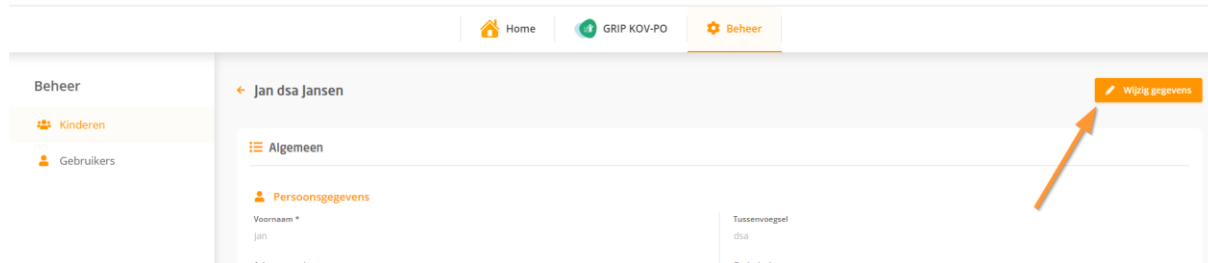 Home GRIP KOV-PO Beheer
Beheer
Kinderen
Gebruikers
Jan dsa Jansen
Wijzig gegevens
Algemeen
Persoonsgegevens
Voornaam * Tussenvoegsel
jan dsa